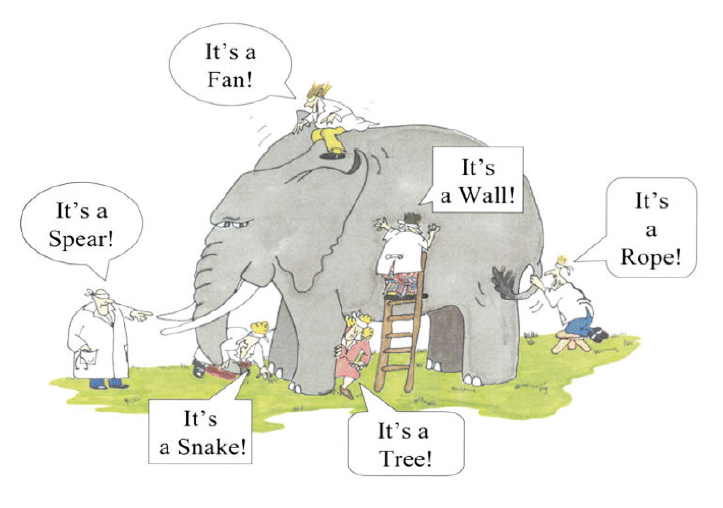 It's a
Fan!
It's
a Wall!
It's
a
Rope!
It's a
Spear!
It's
a Snake!
It's a
Tree!